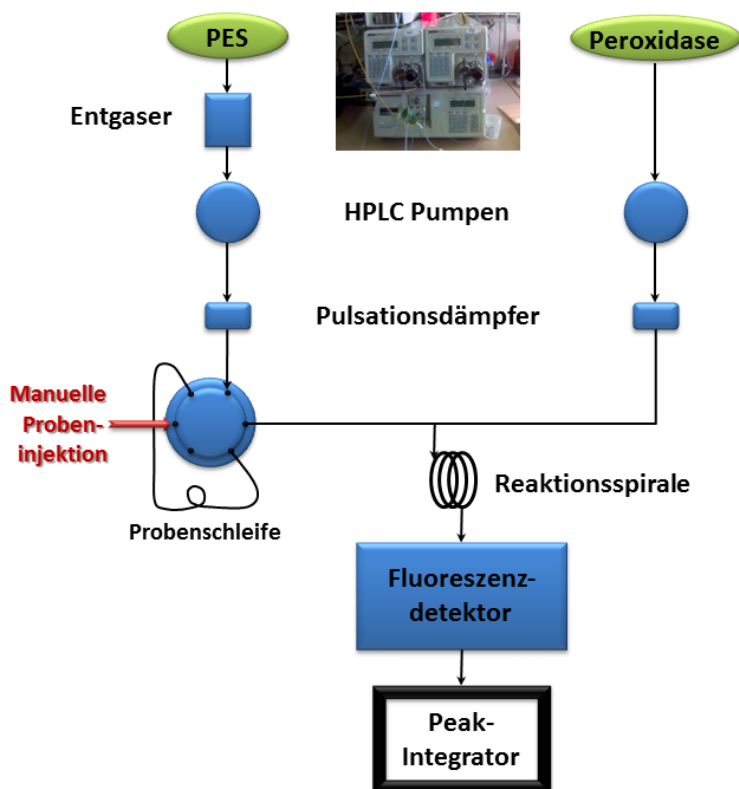 PES
Peroxidase
Entgaser
HPLC Pumpen
Pulsationsdämpfer
Manuelle
Proben-
injektion
Reaktionsspirale
Probenschleife
Fluoreszenz-
detektor
Peak-
Integrator